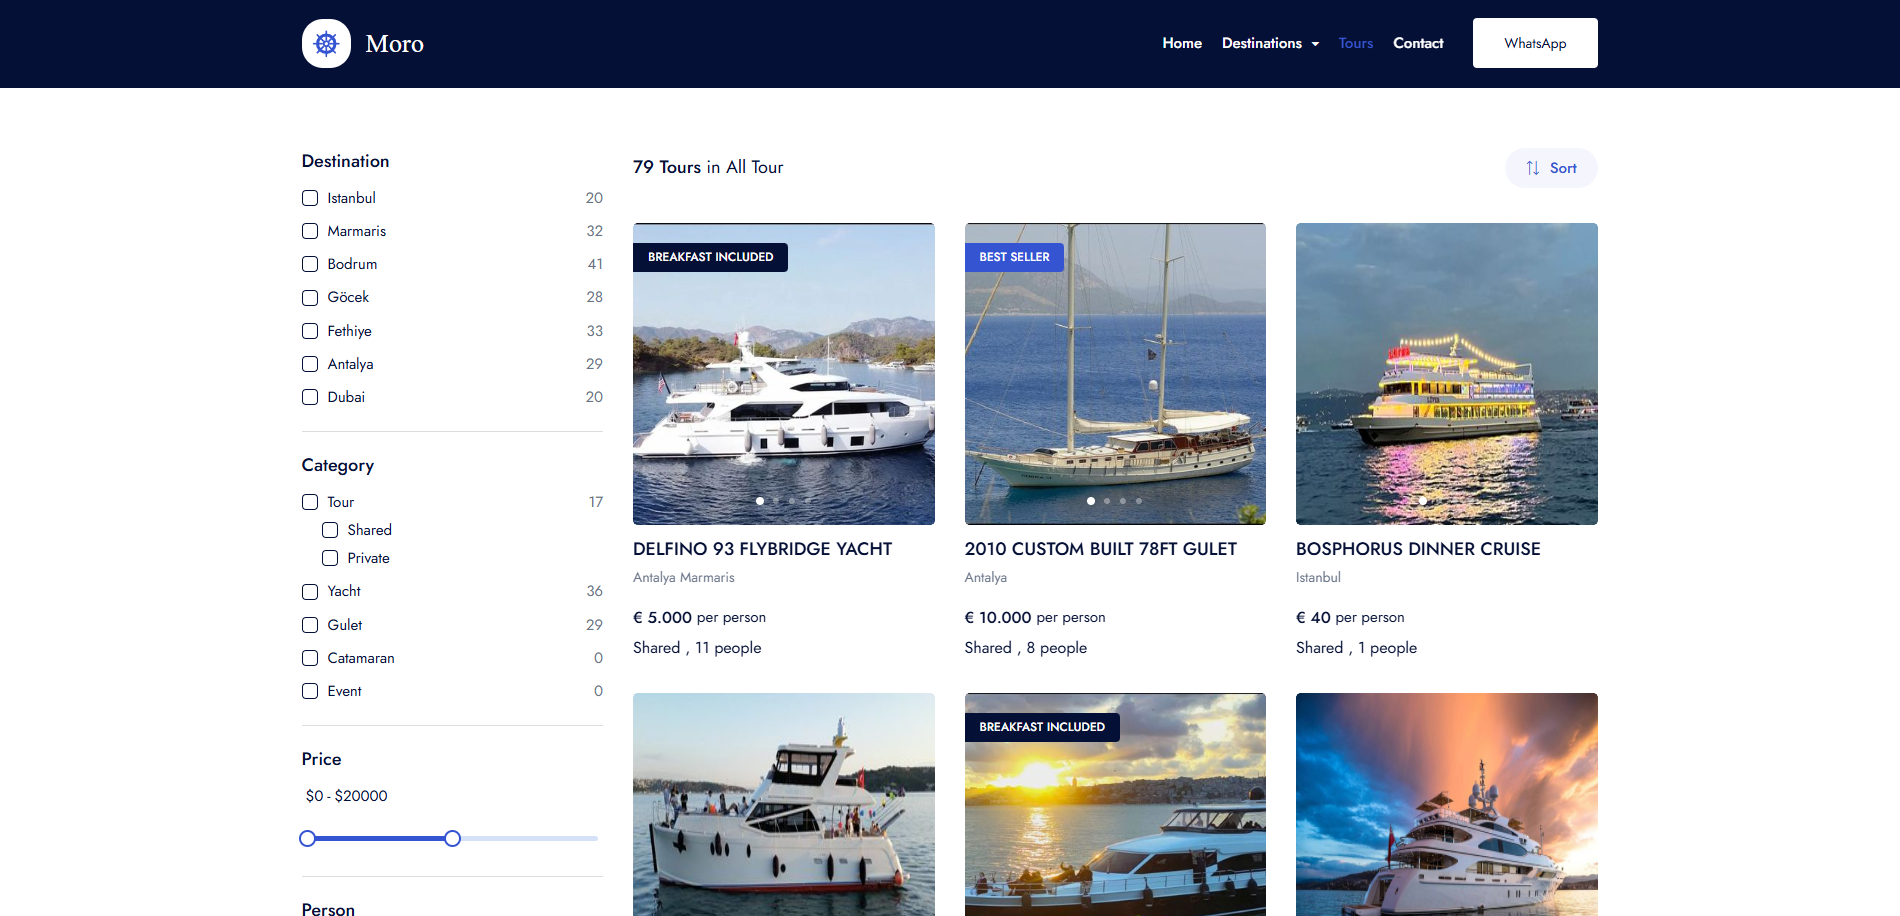 Moro
Home Destinations Tours Contact WhatsApp
Destination
Istanbul 20
Marmaris 32
Bodrum 41
Göcek 28
Fethiye 33
Antalya 29
Dubai 20
Category
Tour 17
Shared
Private
Yacht 36
Gulet 29
Catamaran 0
Event 0
Price
$0 - $20000
Person
79 Tours in All Tour
Sort
BREAKFAST INCLUDED
DELFINO 93 FLYBRIDGE YACHT
Antalya Marmaris
€ 5.000 per person
Shared , 11 people
BEST SELLER
2010 CUSTOM BUILT 78FT GULET
Antalya
€ 10.000 per person
Shared , 8 people
BOSPHORUS DINNER CRUISE
Istanbul
€ 40 per person
Shared , 1 people
BREAKFAST INCLUDED